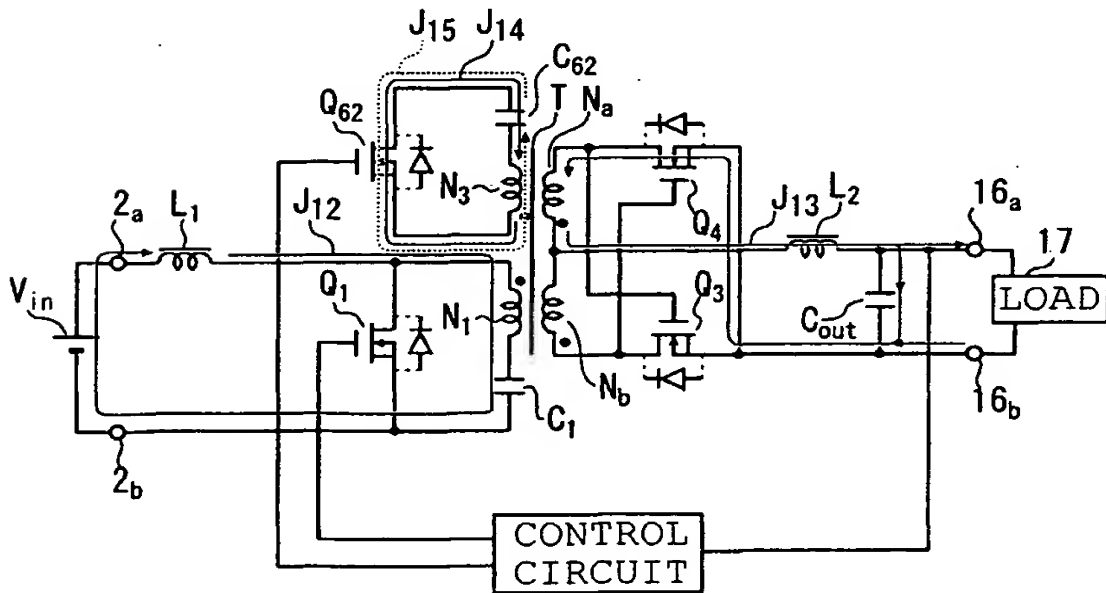 J15 J14
C62
T Na
Q62
N3
Q4
2a L1 J12
J13 L2
16a
17
Vin
Q1
N1
Q3
Cout
LOAD
Nb
C1
16b
2b
CONTROL
CIRCUIT